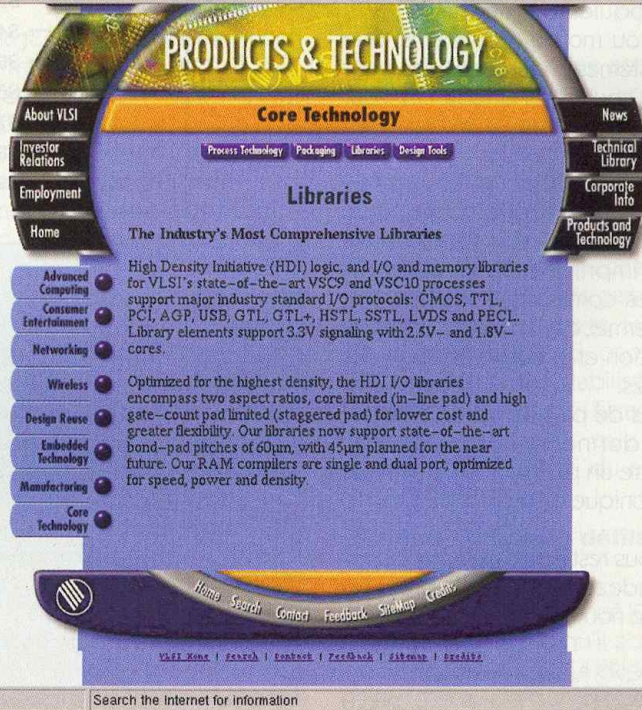 PRODUCTS & TECHNOLOGY
Core Technology
Process Technology Packaging Libraries Design Tools
About VLSI
Investor
Relations
Employment
Home
News
Technical
Library
Corporate
Info
Products and
Technology
Libraries
The Industry's Most Comprehensive Libraries
High Density Initiative (HDI) logic, and I/O and memory libraries
for VLSI's state-of-the-art VSC9 and VSC10 processes
support major industry standard I/O protocols: CMOS, TTL,
PCI, AGP, USB, GTL, GTL+, HSTL, SSTL, LVDS and PECL.
Library elements support 3.3V signaling with 2.5V- and 1.8V-
cores.
Optimized for the highest density, the HDI I/O libraries
encompass two aspect ratios, core limited (in-line pad) and high
gate-count pad limited (staggered pad) for lower cost and
greater flexibility. Our libraries now support state-of-the-art
bond-pad pitches of 60µm, with 45µm planned for the near
future. Our RAM compilers are single and dual port, optimized
for speed, power and density.
Advanced
Computing
Consumer
Entertainment
Networking
Wireless
Design Reuse
Embedded
Technology
Manufacturing
Core
Technology
Home Search Contact Feedback SiteMap Credits
VLSI Home | Search | Contact | Feedback | Sitemap | Credits
Search the Internet for information